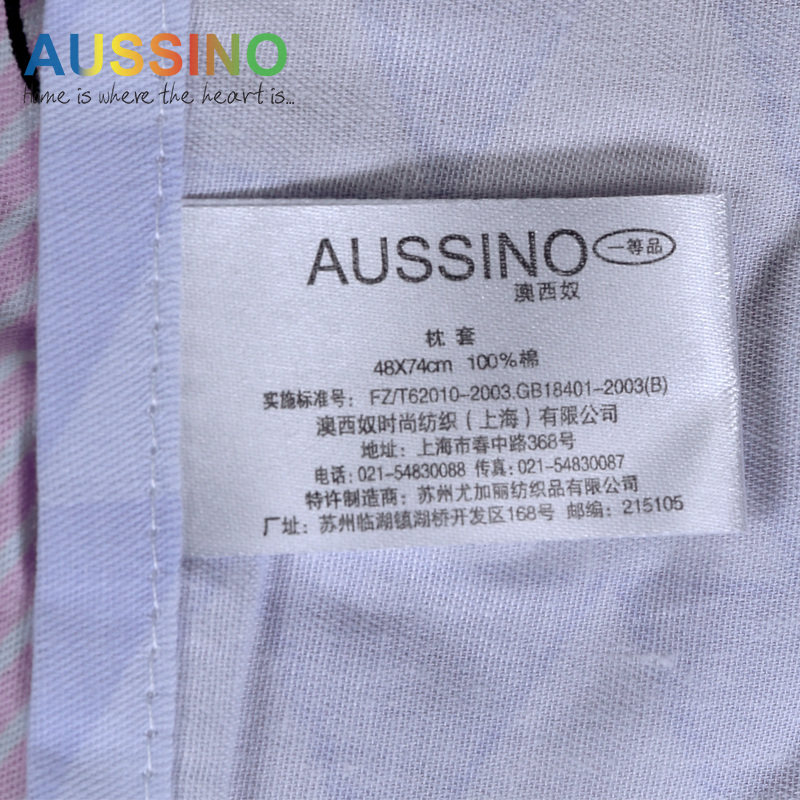 AUSSINO
Home is where the heart is...
AUSSINO 一等品
澳西奴
枕套
48X74cm 100%棉
实施标准号: FZ/T62010-2003.GB18401-2003(B)
澳西奴时尚纺织（上海）有限公司
地址: 上海市春中路368号
电话: 021-54830088 传真: 021-54830087
特许制造商: 苏州尤加丽纺织品有限公司
厂址: 苏州临湖镇湖桥开发区168号 邮编: 215105